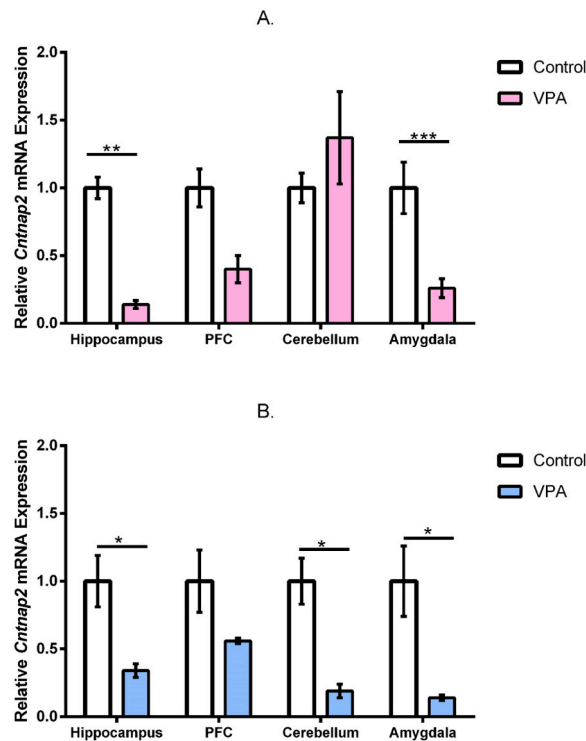 A.
Relative Cntnap2 mRNA Expression
2.0
1.5
1.0
0.5
0.0
**
***
Hippocampus PFC Cerebellum Amygdala
Control
VPA
B.
Relative Cntnap2 mRNA Expression
2.0
1.5
1.0
0.5
0.0
*
*
*
Hippocampus PFC Cerebellum Amygdala
Control
VPA